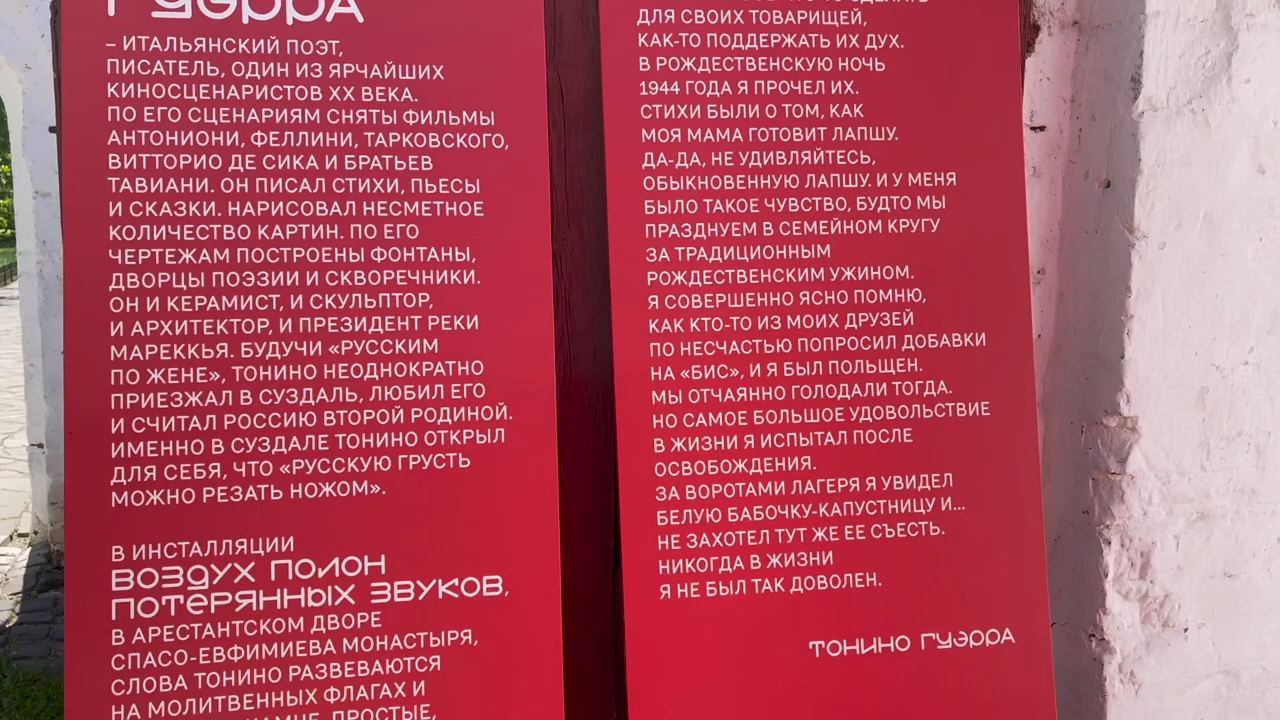 ГУЭРРА
– ИТАЛЬЯНСКИЙ ПОЭТ,
ПИСАТЕЛЬ, ОДИН ИЗ ЯРЧАЙШИХ
КИНОСЦЕНАРИСТОВ XX ВЕКА.
ПО ЕГО СЦЕНАРИЯМ СНЯТЫ ФИЛЬМЫ
АНТОНИОНИ, ФЕЛЛИНИ, ТАРКОВСКОГО,
ВИТТОРИО ДЕ СИКА И БРАТЬЕВ
ТАВИАНИ. ОН ПИСАЛ СТИХИ, ПЬЕСЫ
И СКАЗКИ. НАРИСОВАЛ НЕСМЕТНОЕ
КОЛИЧЕСТВО КАРТИН. ПО ЕГО
ЧЕРТЕЖАМ ПОСТРОЕНЫ ФОНТАНЫ,
ДВОРЦЫ ПОЭЗИИ И СКВОРЕЧНИКИ.
ОН И КЕРАМИСТ, И СКУЛЬПТОР,
И АРХИТЕКТОР, И ПРЕЗИДЕНТ РЕКИ
МАРЕККЬЯ. БУДУЧИ «РУССКИМ
ПО ЖЕНЕ», ТОНИНО НЕОДНОКРАТНО
ПРИЕЗЖАЛ В СУЗДАЛЬ, ЛЮБИЛ ЕГО
И СЧИТАЛ РОССИЮ ВТОРОЙ РОДИНОЙ.
ИМЕННО В СУЗДАЛЕ ТОНИНО ОТКРЫЛ
ДЛЯ СЕБЯ, ЧТО «РУССКУЮ ГРУСТЬ
МОЖНО РЕЗАТЬ НОЖОМ».
В ИНСТАЛЛЯЦИИ
ВОЗДУХ ПОЛОН
ПОТЕРЯННЫХ ЗВУКОВ,
В АРЕСТАНТСКОМ ДВОРЕ
СПАСО-ЕВФИМИЕВА МОНАСТЫРЯ,
СЛОВА ТОНИНО РАЗВЕВАЮТСЯ
НА МОЛИТВЕННЫХ ФЛАГАХ И
ПРОСТЫЕ,
ДЛЯ СВОИХ ТОВАРИЩЕЙ,
КАК-ТО ПОДДЕРЖАТЬ ИХ ДУХ.
В РОЖДЕСТВЕНСКУЮ НОЧЬ
1944 ГОДА Я ПРОЧЕЛ ИХ.
СТИХИ БЫЛИ О ТОМ, КАК
МОЯ МАМА ГОТОВИТ ЛАПШУ.
ДА-ДА, НЕ УДИВЛЯЙТЕСЬ,
ОБЫКНОВЕННУЮ ЛАПШУ. И У МЕНЯ
БЫЛО ТАКОЕ ЧУВСТВО, БУДТО МЫ
ПРАЗДНУЕМ В СЕМЕЙНОМ КРУГУ
ЗА ТРАДИЦИОННЫМ
РОЖДЕСТВЕНСКИМ УЖИНОМ.
Я СОВЕРШЕННО ЯСНО ПОМНЮ,
КАК КТО-ТО ИЗ МОИХ ДРУЗЕЙ
ПО НЕСЧАСТЬЮ ПОПРОСИЛ ДОБАВКИ
НА «БИС», И Я БЫЛ ПОЛЬЩЕН.
МЫ ОТЧАЯННО ГОЛОДАЛИ ТОГДА.
НО САМОЕ БОЛЬШОЕ УДОВОЛЬСТВИЕ
В ЖИЗНИ Я ИСПЫТАЛ ПОСЛЕ
ОСВОБОЖДЕНИЯ.
ЗА ВОРОТАМИ ЛАГЕРЯ Я УВИДЕЛ
БЕЛУЮ БАБОЧКУ-КАПУСТНИЦУ И...
НЕ ЗАХОТЕЛ ТУТ ЖЕ ЕЕ СЪЕСТЬ.
НИКОГДА В ЖИЗНИ
Я НЕ БЫЛ ТАК ДОВОЛЕН.
ТОНИНО ГУЭРРА